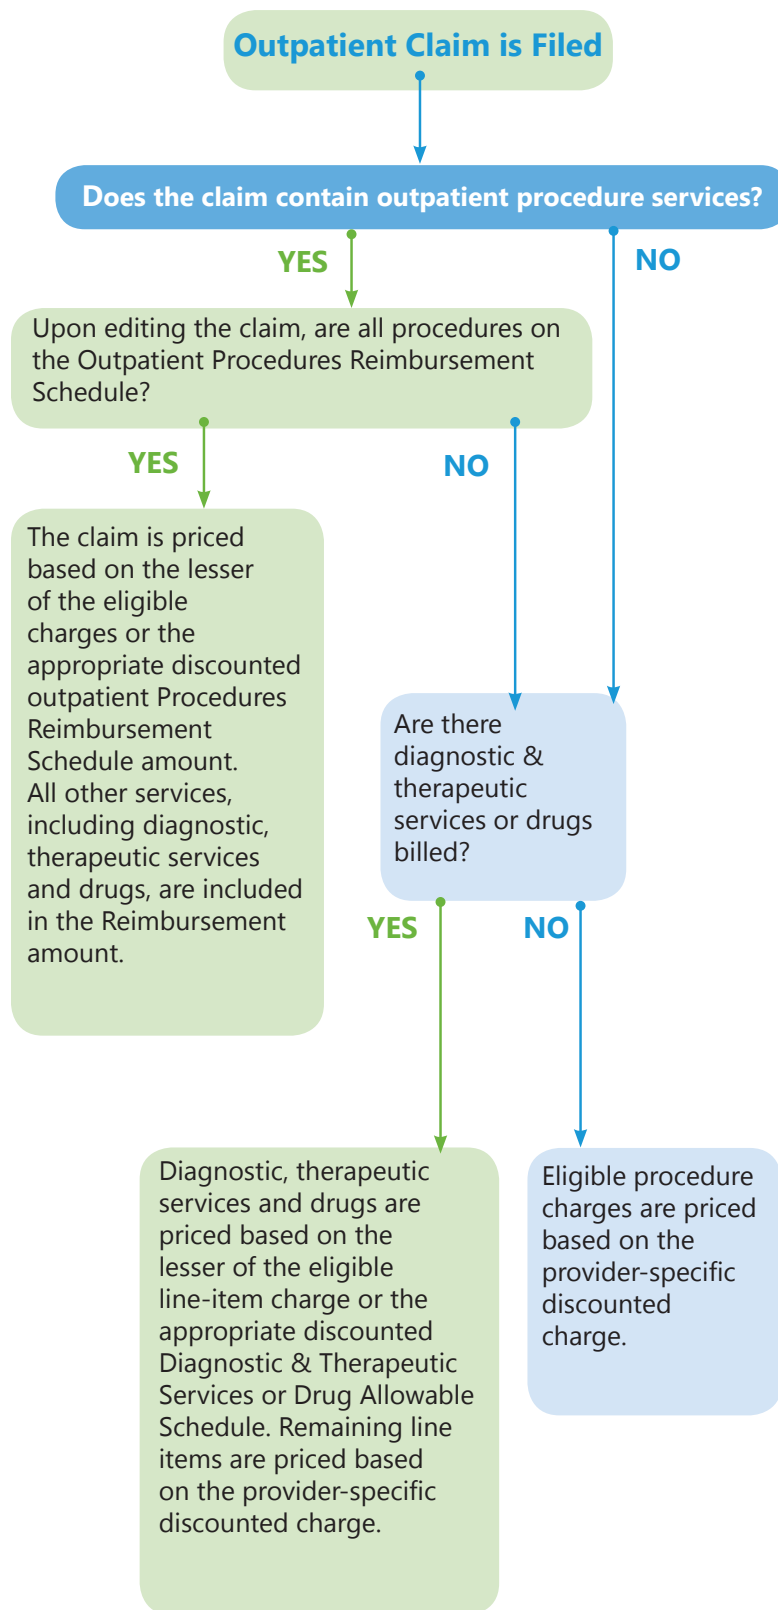 Outpatient Claim is Filed
Does the claim contain outpatient procedure services?
YES
NO
Upon editing the claim, are all procedures on
the Outpatient Procedures Reimbursement
Schedule?
YES
NO
The claim is priced
based on the lesser
of the eligible
charges or the
appropriate discounted
outpatient Procedures
Reimbursement
Schedule amount.
All other services,
including diagnostic,
therapeutic services
and drugs, are included
in the Reimbursement
amount.
Are there
diagnostic &
therapeutic
services or drugs
billed?
YES
NO
Diagnostic, therapeutic
services and drugs are
priced based on the
lesser of the eligible
line-item charge or the
appropriate discounted
Diagnostic & Therapeutic
Services or Drug Allowable
Schedule. Remaining line
items are priced based
on the provider-specific
discounted charge.
Eligible procedure
charges are priced
based on the
provider-specific
discounted
charge.